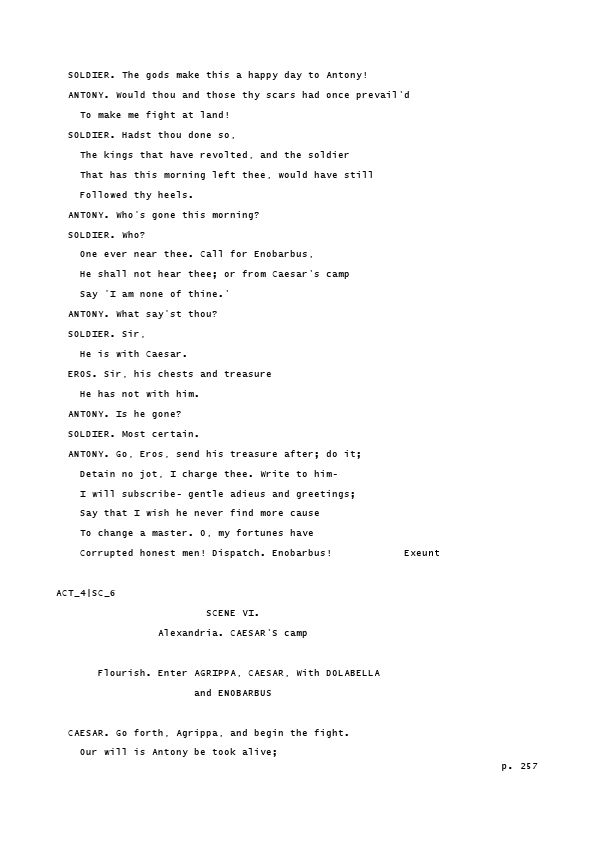 SOLDIER. The gods make this a happy day to Antony!
ANTONY. Would thou and those thy scars had once prevail'd
To make me fight at land!
SOLDIER. Hadst thou done so,
The kings that have revolted, and the soldier
That has this morning left thee, would have still
Followed thy heels.
ANTONY. Who's gone this morning?
SOLDIER. Who?
One ever near thee. Call for Enobarbus,
He shall not hear thee; or from Caesar's camp
Say 'I am none of thine.'
ANTONY. What say'st thou?
SOLDIER. Sir,
He is with Caesar.
EROS. Sir, his chests and treasure
He has not with him.
ANTONY. Is he gone?
SOLDIER. Most certain.
ANTONY. Go, Eros, send his treasure after; do it;
Detain no jot, I charge thee. Write to him-
I will subscribe- gentle adieus and greetings;
Say that I wish he never find more cause
To change a master. O, my fortunes have
Corrupted honest men! Dispatch. Enobarbus! Exeunt
ACT_4|SC_6
SCENE VI.
Alexandria. CAESAR'S camp
Flourish. Enter AGRIPPA, CAESAR, With DOLABELLA
and ENOBARBUS
CAESAR. Go forth, Agrippa, and begin the fight.
Our will is Antony be took alive;
p. 257